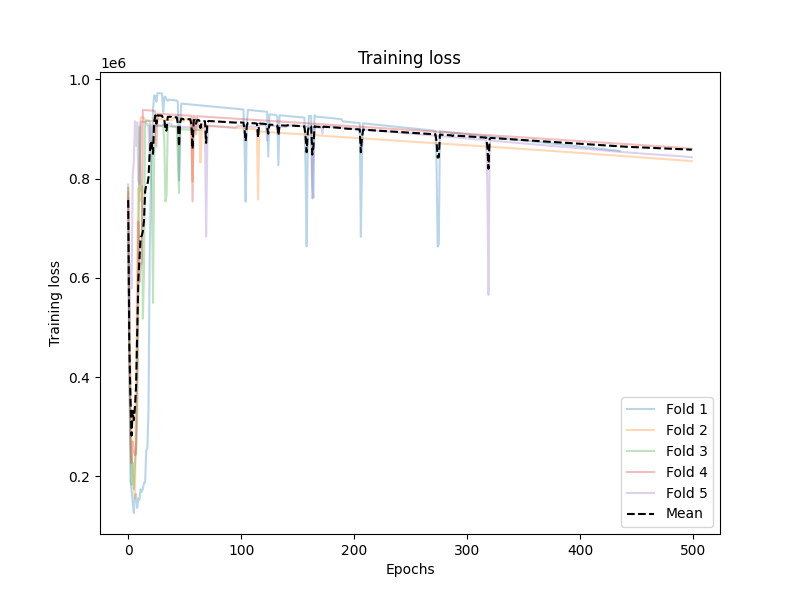 Training loss
1e6
1.0
0.8
0.6
0.4
0.2
Training loss
0
100
200
300
400
500
Epochs
Fold 1
Fold 2
Fold 3
Fold 4
Fold 5
Mean